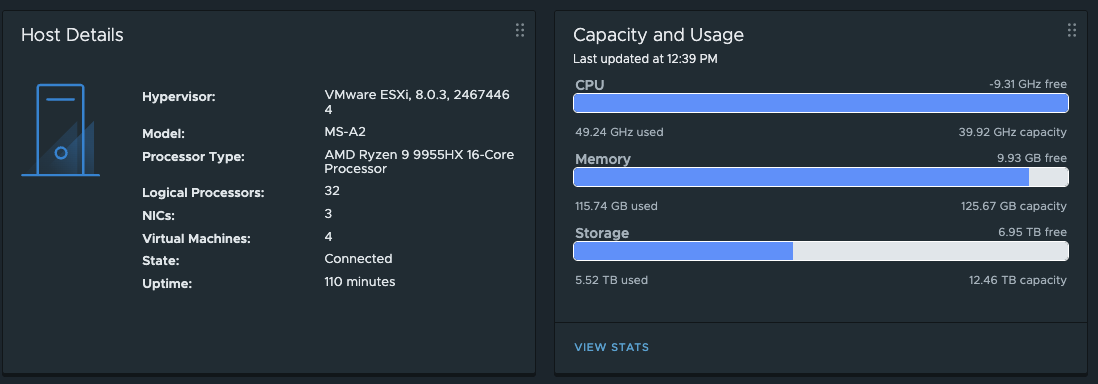 Host Details
Hypervisor: VMware ESXi, 8.0.3, 2467446
4
Model: MS-A2
Processor Type: AMD Ryzen 9 9955HX 16-Core
Processor
Logical Processors: 32
NICs: 3
Virtual Machines: 4
State: Connected
Uptime: 110 minutes
Capacity and Usage
Last updated at 12:39 PM
CPU -9.31 GHz free
49.24 GHz used 39.92 GHz capacity
Memory 9.93 GB free
115.74 GB used 125.67 GB capacity
Storage 6.95 TB free
5.52 TB used 12.46 TB capacity
VIEW STATS